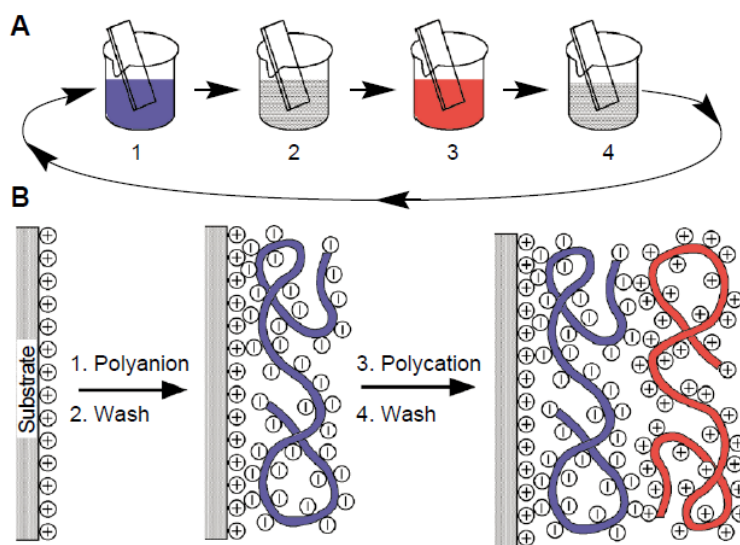 A
1 2 3 4
B
Substrate
1. Polyanion
2. Wash
3. Polycation
4. Wash